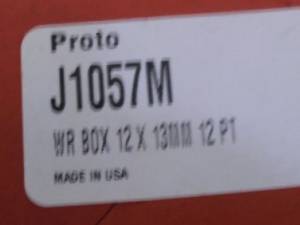 Proto
J1057M
WR BOX 12 X 13MM 12 PT
MADE IN USA